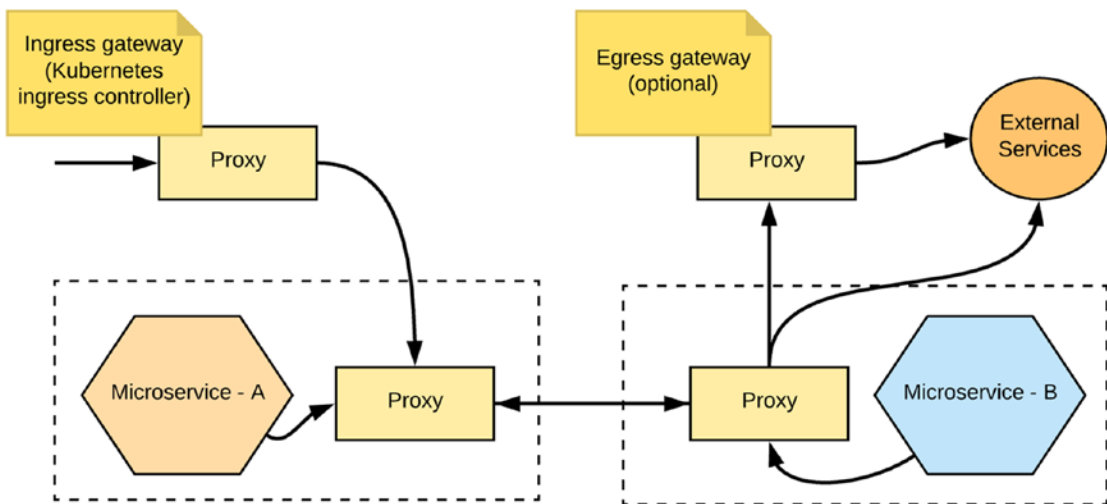 Ingress gateway
(Kubernetes
ingress controller)
Proxy
Egress gateway
(optional)
Proxy
External
Services
Microservice - A
Proxy
Proxy
Microservice - B